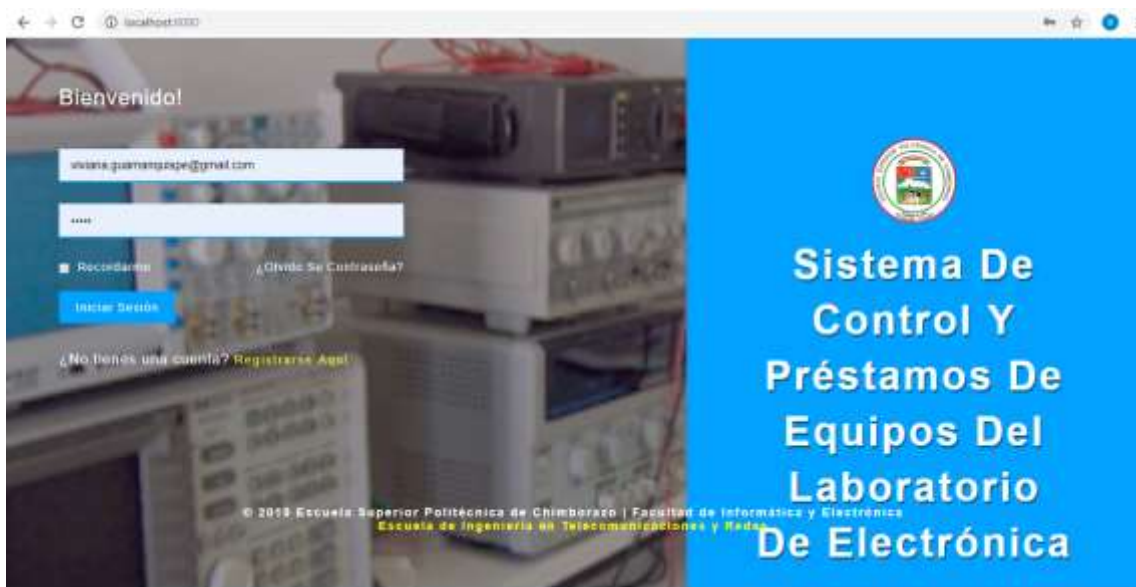 localhost:8080
Bienvenido!
viviana.guamanquispe@gmail.com
•••••
Recordarme
¿Olvido Su Contraseña?
Iniciar Sesión
¿No tienes una cuenta? Registrarse Aquí
Sistema De
Control Y
Préstamos De
Equipos Del
Laboratorio
De Electrónica
© 2019 Escuela Superior Politécnica de Chimborazo | Facultad de Informática y Electrónica
Escuela de Ingeniería en Telecomunicaciones y Redes